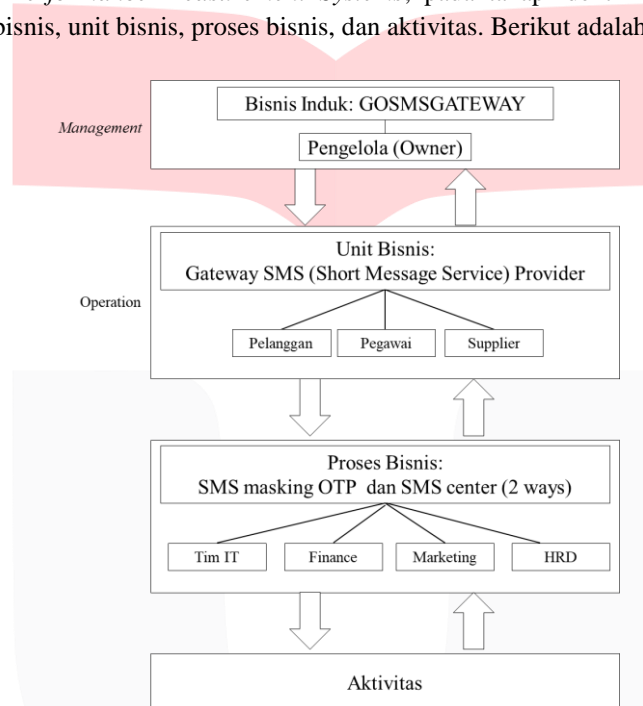 bisnis, unit bisnis, proses bisnis, dan aktivitas. Berikut adalah
Bisnis Induk: GOSMSGATEWAY
Management
Pengelola (Owner)
Unit Bisnis:
Gateway SMS (Short Message Service) Provider
Operation
Pelanggan Pegawai Supplier
Proses Bisnis:
SMS masking OTP dan SMS center (2 ways)
Tim IT Finance Marketing HRD
Aktivitas